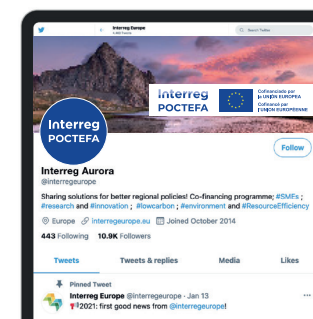 Interreg Europe
Search Twitter
Interreg
POCTEFA
Cofinanciado por
la UNIÓN EUROPEA
Cofinancé par
l'UNION EUROPÉENNE
Interreg
POCTEFA
Follow
Interreg Aurora
@interregeurope
Sharing solutions for better regional policies! Co-financing programme; #SMEs ;
#research and #innovation ; #lowcarbon ; #environment and #ResourceEfficiency
Europe interregeurope.eu Joined October 2014
443 Following 10.9K Followers
Tweets Tweets & replies Media Likes
Pinned Tweet
Interreg Europe @interregeurope · Jan 13 ...
2021: first good news from @interregeurope!